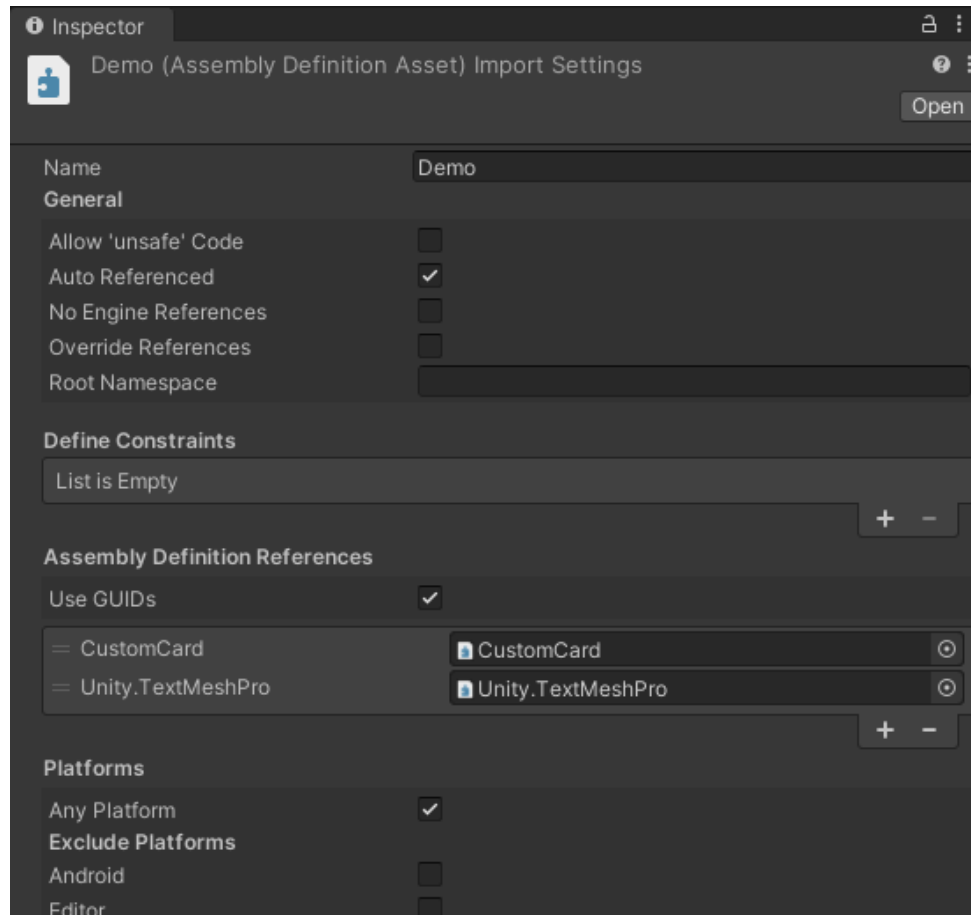 Inspector
Demo (Assembly Definition Asset) Import Settings
Open
Name Demo
General
Allow 'unsafe' Code
Auto Referenced
No Engine References
Override References
Root Namespace
Define Constraints
List is Empty
Assembly Definition References
Use GUIDs
CustomCard CustomCard
Unity.TextMeshPro Unity.TextMeshPro
Platforms
Any Platform
Exclude Platforms
Android
Editor